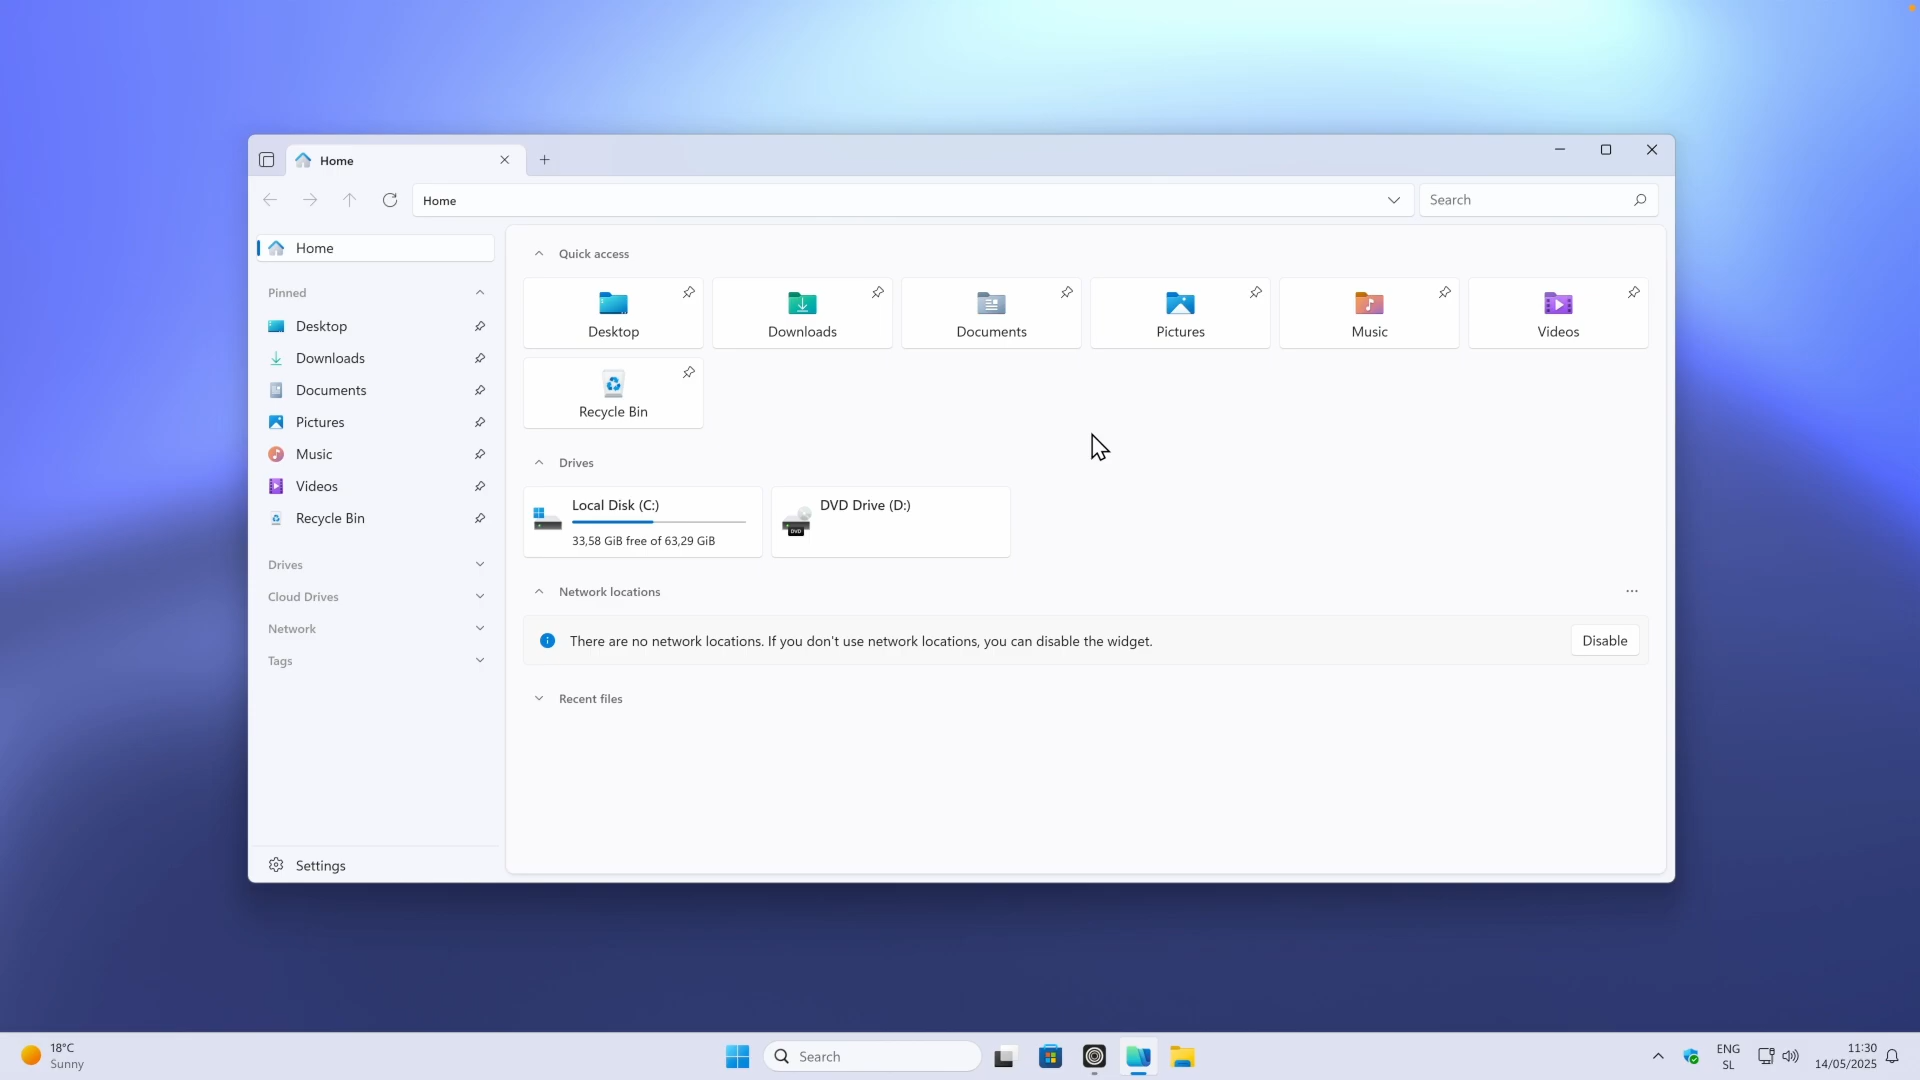 Home
Home
Search
Home
Pinned
Desktop
Downloads
Documents
Pictures
Music
Videos
Recycle Bin
Drives
Cloud Drives
Network
Tags
Settings
Quick access
Desktop
Downloads
Documents
Pictures
Music
Videos
Recycle Bin
Drives
Local Disk (C:)
33,58 GiB free of 63,29 GiB
DVD Drive (D:)
DVD
Network locations
There are no network locations. If you don't use network locations, you can disable the widget.
Disable
Recent files
18°C
Sunny
Search
ENG
SL
11:30
14/05/2025